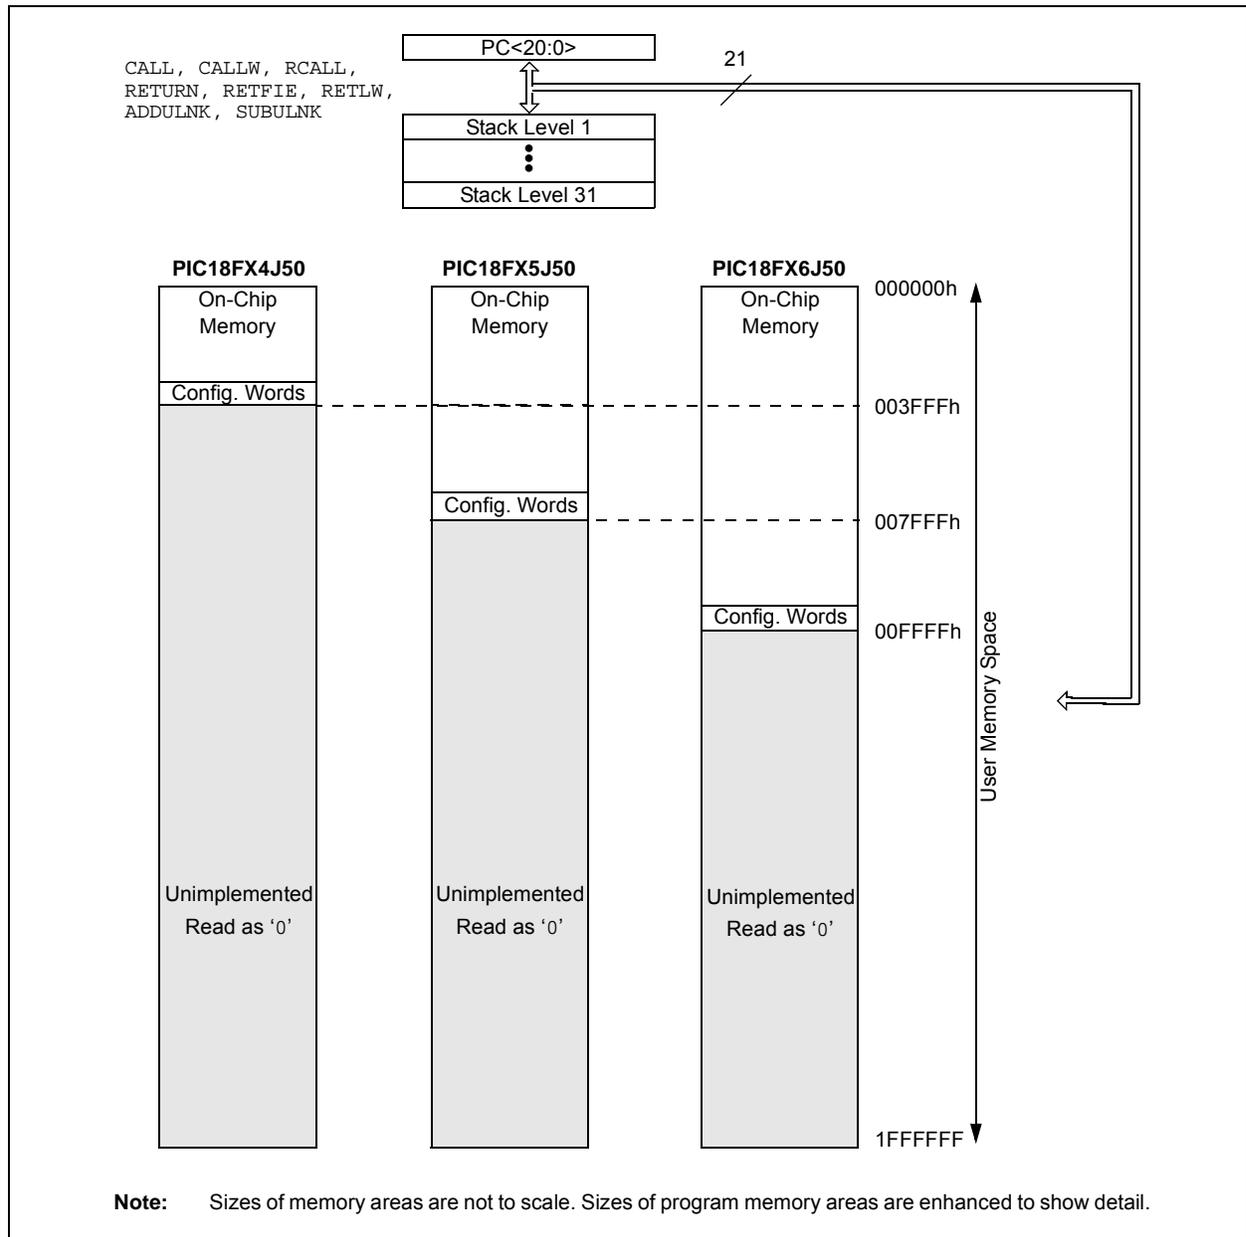 PC<20:0>
21
CALL, CALLW, RCALL,
RETURN, RETFIE, RETLW,
ADDULNK, SUBULNK
Stack Level 1
Stack Level 31
PIC18FX4J50
PIC18FX5J50
PIC18FX6J50
On-Chip
Memory
On-Chip
Memory
On-Chip
Memory
000000h
Config. Words
003FFFh
Config. Words
007FFFh
Config. Words
00FFFFh
User Memory Space
Unimplemented
Read as ‘0’
Unimplemented
Read as ‘0’
Unimplemented
Read as ‘0’
1FFFFFF
Note: Sizes of memory areas are not to scale. Sizes of program memory areas are enhanced to show detail.